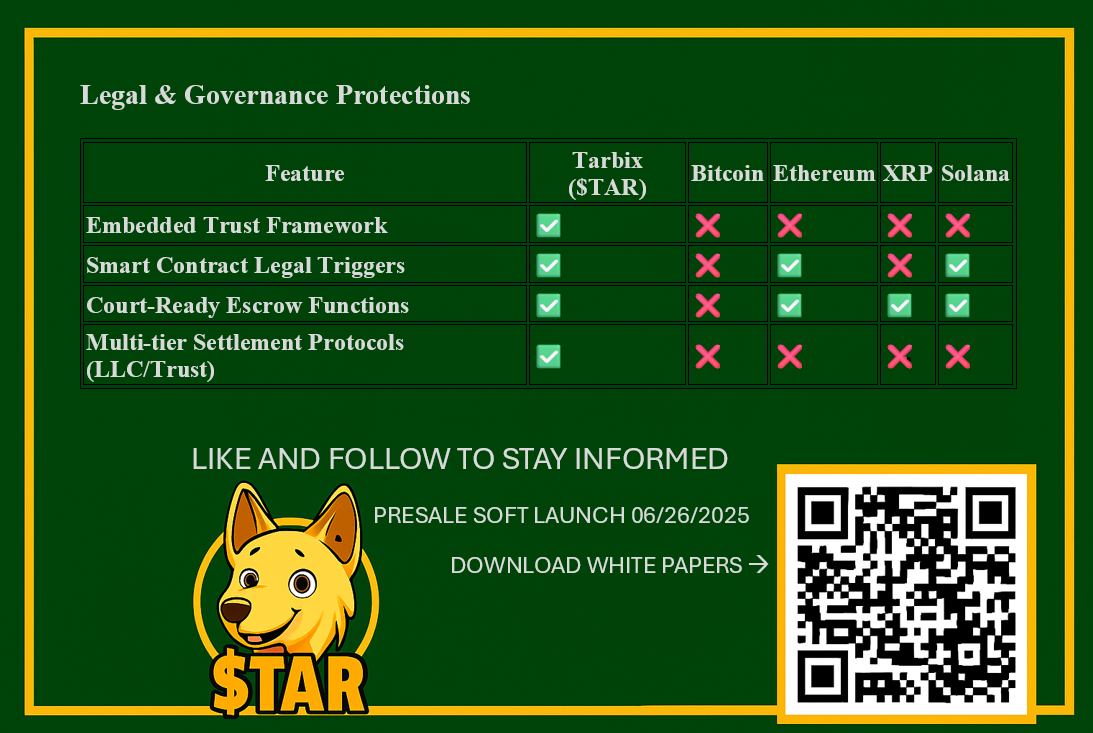 Legal & Governance Protections
Feature Tarbix ($TAR) Bitcoin Ethereum XRP Solana
Embedded Trust Framework ✅ ❌ ❌ ❌ ❌
Smart Contract Legal Triggers ✅ ❌ ✅ ❌ ✅
Court-Ready Escrow Functions ✅ ❌ ✅ ✅ ✅
Multi-tier Settlement Protocols
(LLC/Trust) ✅ ❌ ❌ ❌ ❌
LIKE AND FOLLOW TO STAY INFORMED
PRESALE SOFT LAUNCH 06/26/2025
DOWNLOAD WHITE PAPERS →
$TAR